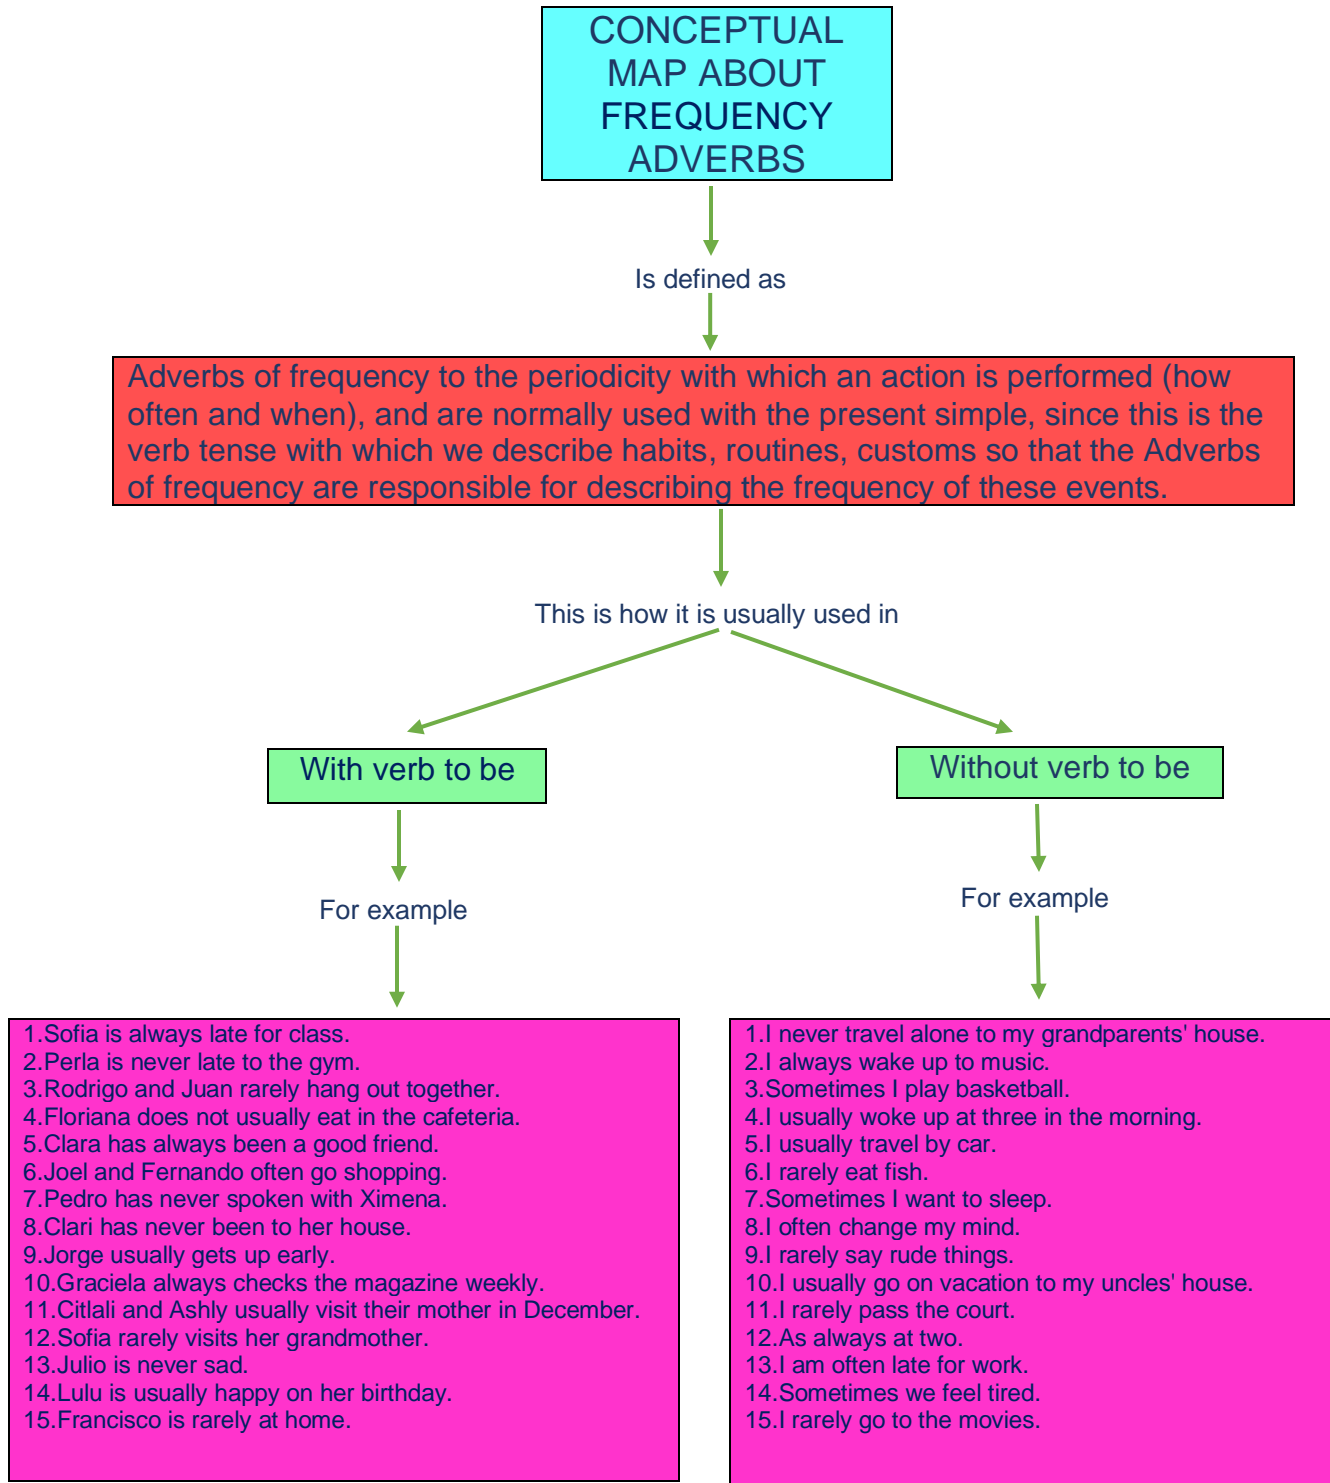 CONCEPTUAL
MAP ABOUT
FREQUENCY
ADVERBS
Is defined as
Adverbs of frequency to the periodicity with which an action is performed (how
often and when), and are normally used with the present simple, since this is the
verb tense with which we describe habits, routines, customs so that the Adverbs
of frequency are responsible for describing the frequency of these events.
This is how it is usually used in
With verb to be
For example
1.Sofia is always late for class.
2.Perla is never late to the gym.
3.Rodrigo and Juan rarely hang out together.
4.Floriana does not usually eat in the cafeteria.
5.Clara has always been a good friend.
6.Joel and Fernando often go shopping.
7.Pedro has never spoken with Ximena.
8.Clari has never been to her house.
9.Jorge usually gets up early.
10.Graciela always checks the magazine weekly.
11.Citlali and Ashly usually visit their mother in December.
12.Sofia rarely visits her grandmother.
13.Julio is never sad.
14.Lulu is usually happy on her birthday.
15.Francisco is rarely at home.
Without verb to be
For example
1.I never travel alone to my grandparents' house.
2.I always wake up to music.
3.Sometimes I play basketball.
4.I usually woke up at three in the morning.
5.I usually travel by car.
6.I rarely eat fish.
7.Sometimes I want to sleep.
8.I often change my mind.
9.I rarely say rude things.
10.I usually go on vacation to my uncles' house.
11.I rarely pass the court.
12.As always at two.
13.I am often late for work.
14.Sometimes we feel tired.
15.I rarely go to the movies.